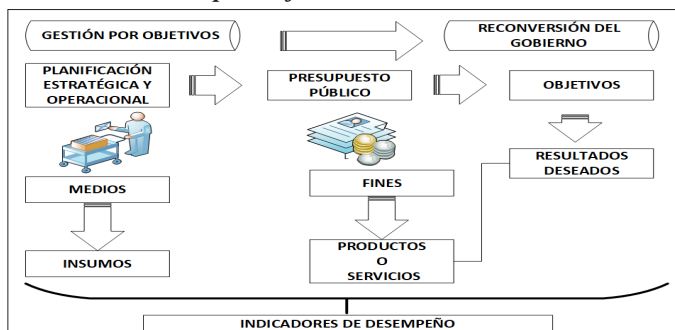 GESTIÓN POR OBJETIVOS
RECONVERSIÓN DEL
GOBIERNO
PLANIFICACIÓN
ESTRATÉGICA Y
OPERACIONAL
PRESUPUESTO
PÚBLICO
OBJETIVOS
MEDIOS
FINES
RESULTADOS
DESEADOS
INSUMOS
PRODUCTOS
O
SERVICIOS
INDICADORES DE DESEMPEÑO